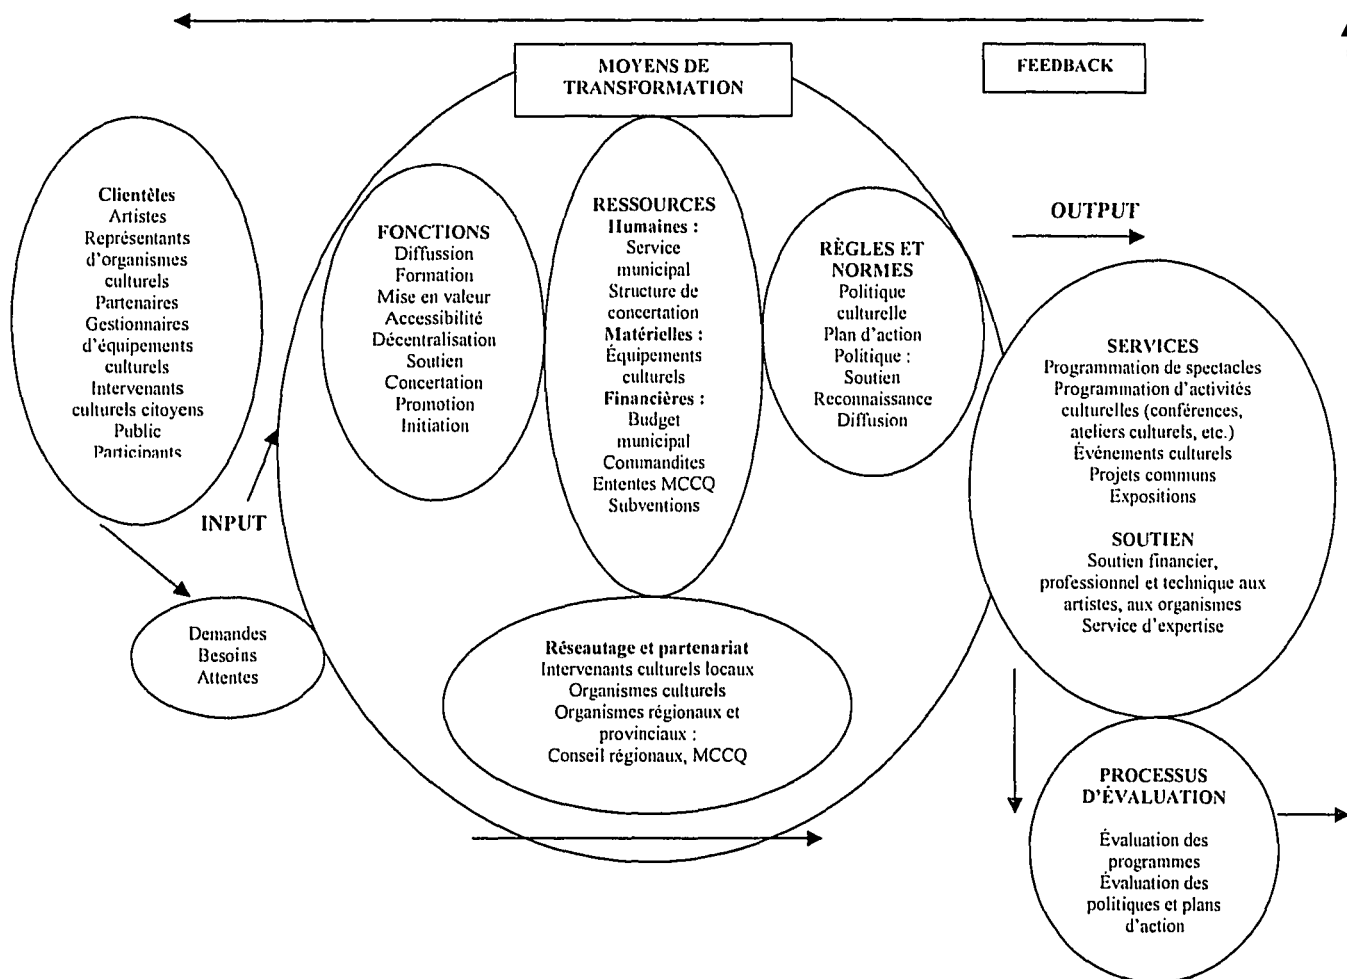 MOYENS DE
TRANSFORMATION
FEEDBACK
Clientèles
Artistes
Représentants
d'organismes
culturels
Partenaires
Gestionnaires
d'équipements
culturels
Intervenants
culturels citoyens
Public
Participants
INPUT
Demandes
Besoins
Attentes
FONCTIONS
Diffussion
Formation
Mise en valeur
Accessibilité
Décentralisation
Soutien
Concertation
Promotion
Initiation
RESSOURCES
Humaines :
Service
municipal
Structure de
concertation
Matérielles :
Équipements
culturels
Financières :
Budget
municipal
Commandites
Ententes MCCQ
Subventions
RÈGLES ET
NORMES
Politique
culturelle
Plan d'action
Politique :
Soutien
Reconnaissance
Diffusion
Réseautage et partenariat
Intervenants culturels locaux
Organismes culturels
Organismes régionaux et
provinciaux :
Conseil régionaux, MCCQ
OUTPUT
SERVICES
Programmation de spectacles
Programmation d'activités
culturelles (conférences,
ateliers culturels, etc.)
Événements culturels
Projets communs
Expositions
SOUTIEN
Soutien financier,
professionnel et technique aux
artistes, aux organismes
Service d'expertise
PROCESSUS
D'ÉVALUATION
Évaluation des
programmes
Évaluation des
politiques et plans
d'action